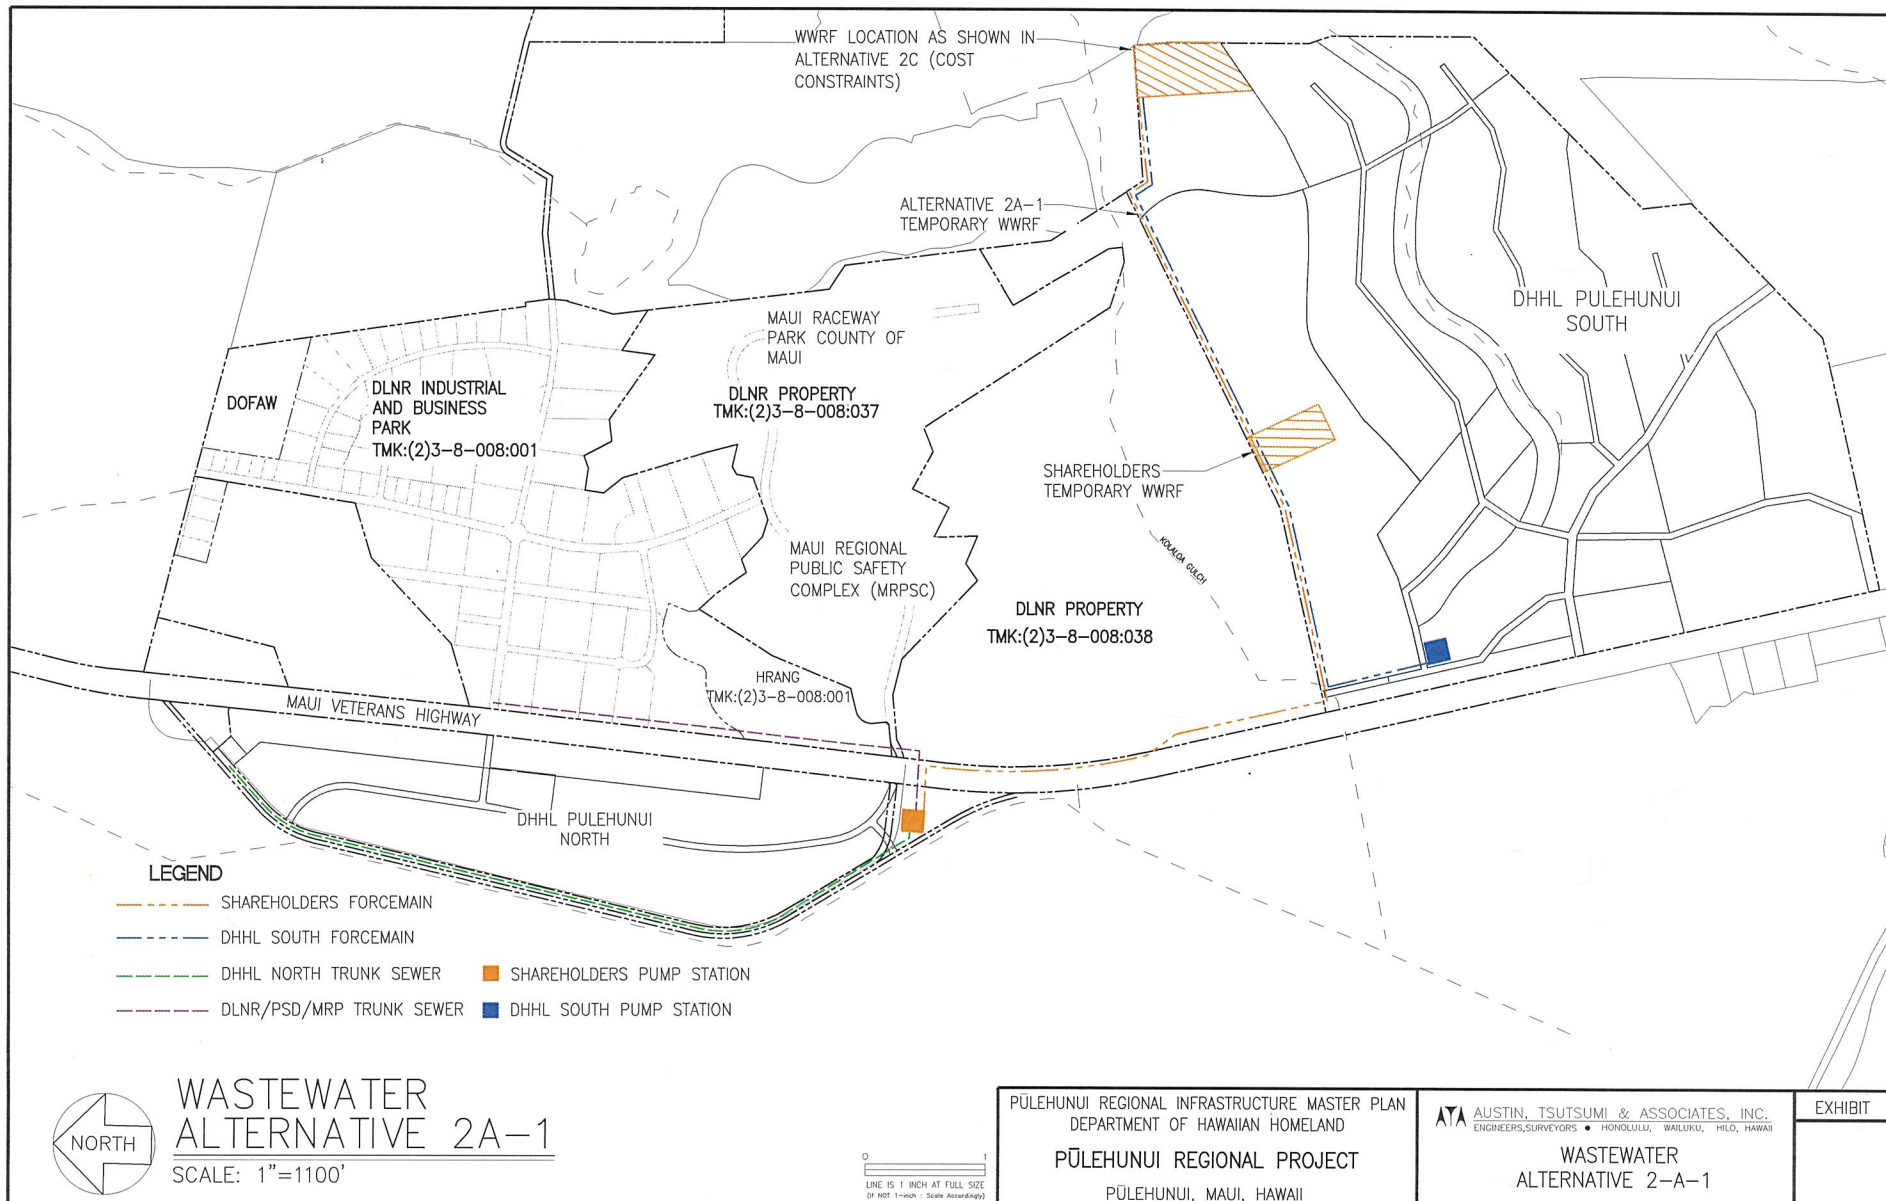 WWRF LOCATION AS SHOWN IN
ALTERNATIVE 2C (COST
CONSTRAINTS)
ALTERNATIVE 2A-1
TEMPORARY WWRF
DHHL PULEHUNUI
SOUTH
MAUI RACEWAY
PARK COUNTY OF
MAUI
DOFAW
DLNR INDUSTRIAL
AND BUSINESS
PARK
TMK:(2)3-8-008:001
DLNR PROPERTY
TMK:(2)3-8-008:037
SHAREHOLDERS
TEMPORARY WWRF
MAUI REGIONAL
PUBLIC SAFETY
COMPLEX (MRPSC)
KOLALOA GULCH
DLNR PROPERTY
TMK:(2)3-8-008:038
HRANG
TMK:(2)3-8-008:001
MAUI VETERANS HIGHWAY
DHHL PULEHUNUI
NORTH
LEGEND
SHAREHOLDERS FORCEMAIN
DHHL SOUTH FORCEMAIN
DHHL NORTH TRUNK SEWER
SHAREHOLDERS PUMP STATION
DLNR/PSD/MRP TRUNK SEWER
DHHL SOUTH PUMP STATION
NORTH
WASTEWATER
ALTERNATIVE 2A-1
SCALE: 1"=1100'
0 1
LINE IS 1 INCH AT FULL SIZE
(If NOT 1-inch : Scale Accordingly)
PŪLEHUNUI REGIONAL INFRASTRUCTURE MASTER PLAN
DEPARTMENT OF HAWAIIAN HOMELAND
PŪLEHUNUI REGIONAL PROJECT
PŪLEHUNUI, MAUI, HAWAII
ATA AUSTIN, TSUTSUMI & ASSOCIATES, INC.
ENGINEERS,SURVEYORS • HONOLULU, WAILUKU, HILO, HAWAII
WASTEWATER
ALTERNATIVE 2-A-1
EXHIBIT